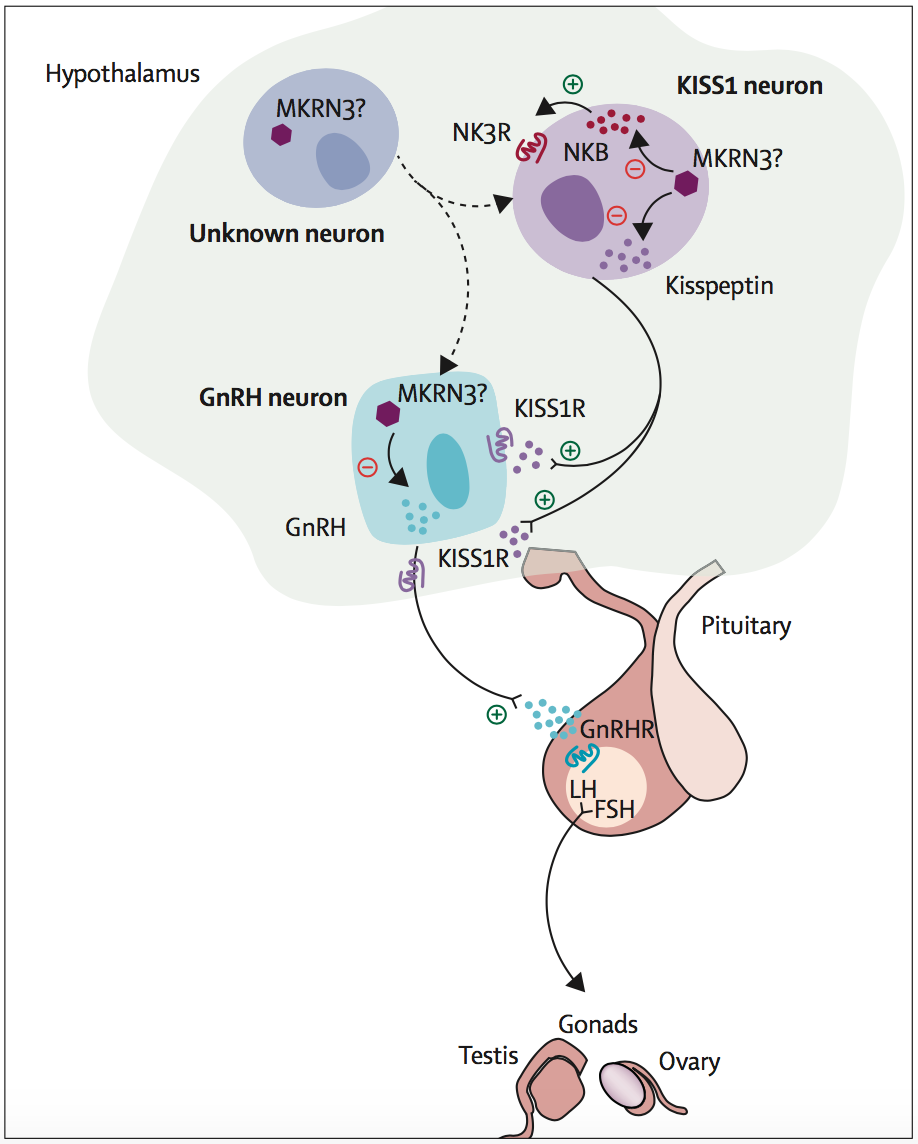 Hypothalamus
MKRN3?
Unknown neuron
KISS1 neuron
+
NK3R
NKB
MKRN3?
−
−
Kisspeptin
GnRH neuron
MKRN3?
KISS1R
−
+
+
GnRH
KISS1R
Pituitary
+
GnRHR
LH
FSH
Gonads
Testis
Ovary